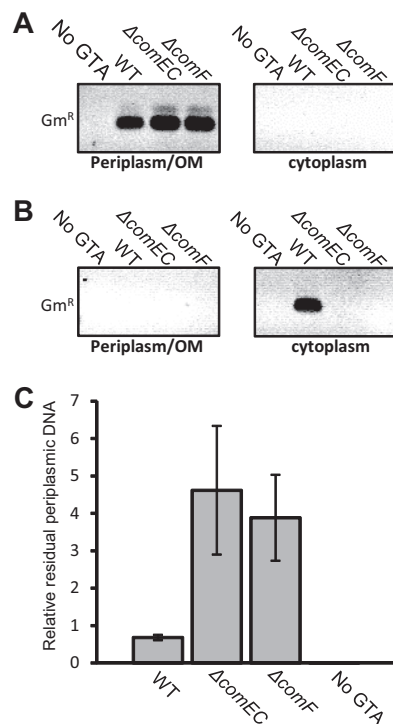 A
No GTA WT ΔcomEC ΔcomF No GTA WT ΔcomEC ΔcomF
Gmᴿ
Periplasm/OM cytoplasm
B
No GTA WT ΔcomEC ΔcomF No GTA WT ΔcomEC ΔcomF
Gmᴿ
Periplasm/OM cytoplasm
C
Relative residual periplasmic DNA
7
6
5
4
3
2
1
0
WT ΔcomEC ΔcomF No GTA